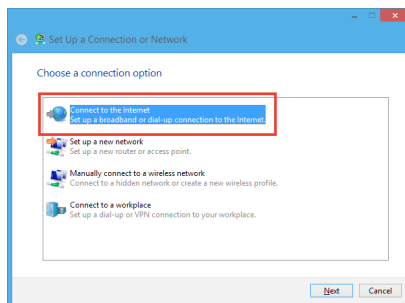 Set Up a Connection or Network
Choose a connection option
Connect to the Internet
Set up a broadband or dial-up connection to the Internet.
Set up a new network
Set up a new router or access point.
Manually connect to a wireless network
Connect to a hidden network or create a new wireless profile.
Connect to a workplace
Set up a dial-up or VPN connection to your workplace.
Next Cancel